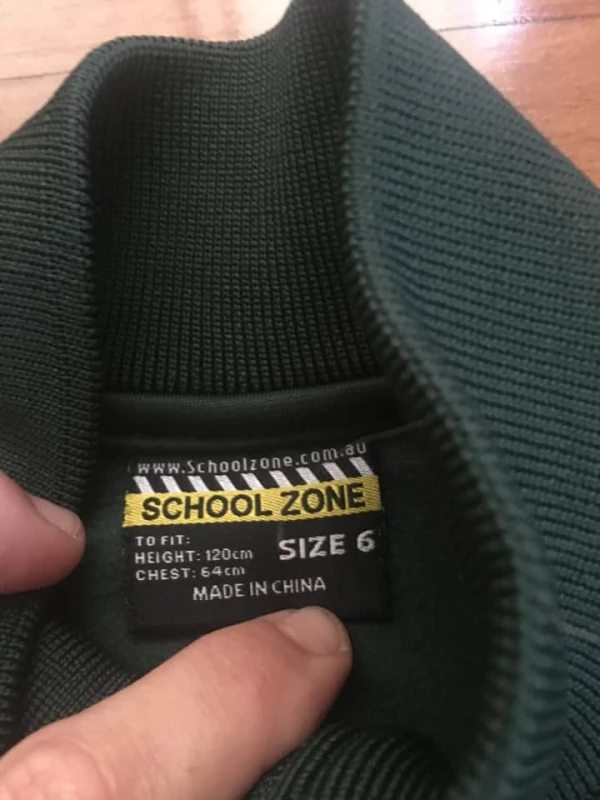 www.Schoolzone.com.au
SCHOOL ZONE
TO FIT:
HEIGHT: 120cm
SIZE 6
CHEST: 64cm
MADE IN CHINA